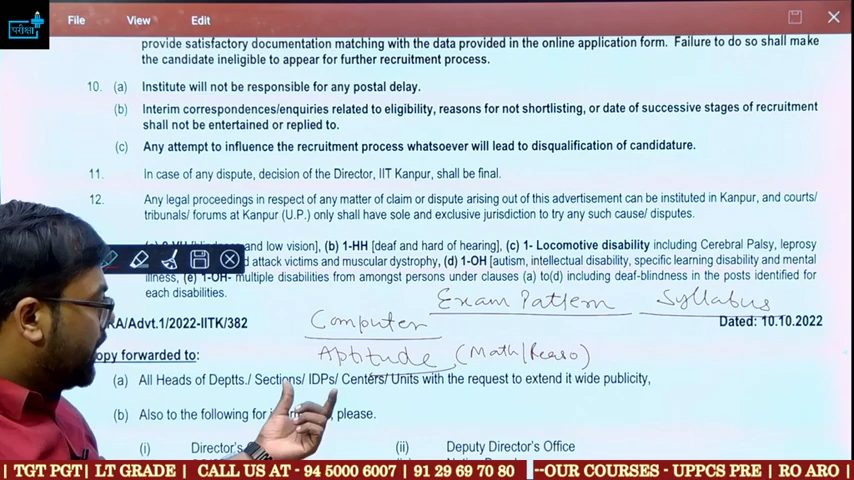 परीक्षा
File View Edit
provide satisfactory documentation matching with the data provided in the online application form. Failure to do so shall make
the candidate ineligible to appear for further recruitment process.
10. (a) Institute will not be responsible for any postal delay.
(b) Interim correspondences/enquiries related to eligibility, reasons for not shortlisting, or date of successive stages of recruitment
shall not be entertained or replied to.
(c) Any attempt to influence the recruitment process whatsoever will lead to disqualification of candidature.
11. In case of any dispute, decision of the Director, IIT Kanpur, shall be final.
12. Any legal proceedings in respect of any matter of claim or dispute arising out of this advertisement can be instituted in Kanpur, and courts/
tribunals/ forums at Kanpur (U.P.) only shall have sole and exclusive jurisdiction to try any such cause/ disputes.
and low vision], (b) 1-HH [deaf and hard of hearing], (c) 1- Locomotive disability including Cerebral Palsy, leprosy
attack victims and muscular dystrophy, (d) 1-OH [autism, intellectual disability, specific learning disability and mental
illness, (e) 1-OH- multiple disabilities from amongst persons under clauses (a) to(d) including deaf-blindness in the posts identified for
each disabilities.
Exam Pattern Syllabus
Computer
RA/Advt.1/2022-IITK/382 Dated: 10.10.2022
Aptitude (Math/Reaso)
opy forwarded to:
(a) All Heads of Deptts./ Sections/ IDPs/ Centers/ Units with the request to extend it wide publicity,
(b) Also to the following for please.
(i) Director's (ii) Deputy Director's Office
| TGT PGT| LT GRADE | CALL US AT - 94 5000 6007 | 91 29 69 70 80 --OUR COURSES - UPPCS PRE | RO ARO |